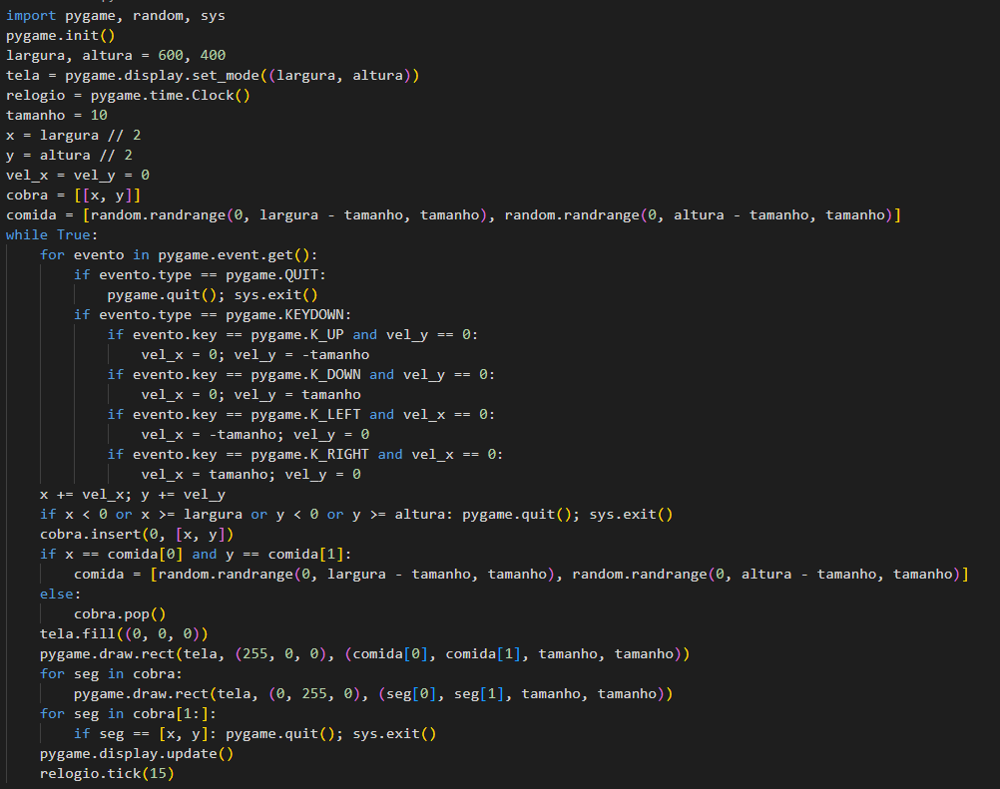 import pygame, random, sys
pygame.init()
largura, altura = 600, 400
tela = pygame.display.set_mode((largura, altura))
relogio = pygame.time.Clock()
tamanho = 10
x = largura // 2
y = altura // 2
vel_x = vel_y = 0
cobra = [[x, y]]
comida = [random.randrange(0, largura - tamanho, tamanho), random.randrange(0, altura - tamanho, tamanho)]
while True:
    for evento in pygame.event.get():
        if evento.type == pygame.QUIT:
            pygame.quit(); sys.exit()
        if evento.type == pygame.KEYDOWN:
            if evento.key == pygame.K_UP and vel_y == 0:
                vel_x = 0; vel_y = -tamanho
            if evento.key == pygame.K_DOWN and vel_y == 0:
                vel_x = 0; vel_y = tamanho
            if evento.key == pygame.K_LEFT and vel_x == 0:
                vel_x = -tamanho; vel_y = 0
            if evento.key == pygame.K_RIGHT and vel_x == 0:
                vel_x = tamanho; vel_y = 0
    x += vel_x; y += vel_y
    if x < 0 or x >= largura or y < 0 or y >= altura: pygame.quit(); sys.exit()
    cobra.insert(0, [x, y])
    if x == comida[0] and y == comida[1]:
        comida = [random.randrange(0, largura - tamanho, tamanho), random.randrange(0, altura - tamanho, tamanho)]
    else:
        cobra.pop()
    tela.fill((0, 0, 0))
    pygame.draw.rect(tela, (255, 0, 0), (comida[0], comida[1], tamanho, tamanho))
    for seg in cobra:
        pygame.draw.rect(tela, (0, 255, 0), (seg[0], seg[1], tamanho, tamanho))
    for seg in cobra[1:]:
        if seg == [x, y]: pygame.quit(); sys.exit()
    pygame.display.update()
    relogio.tick(15)